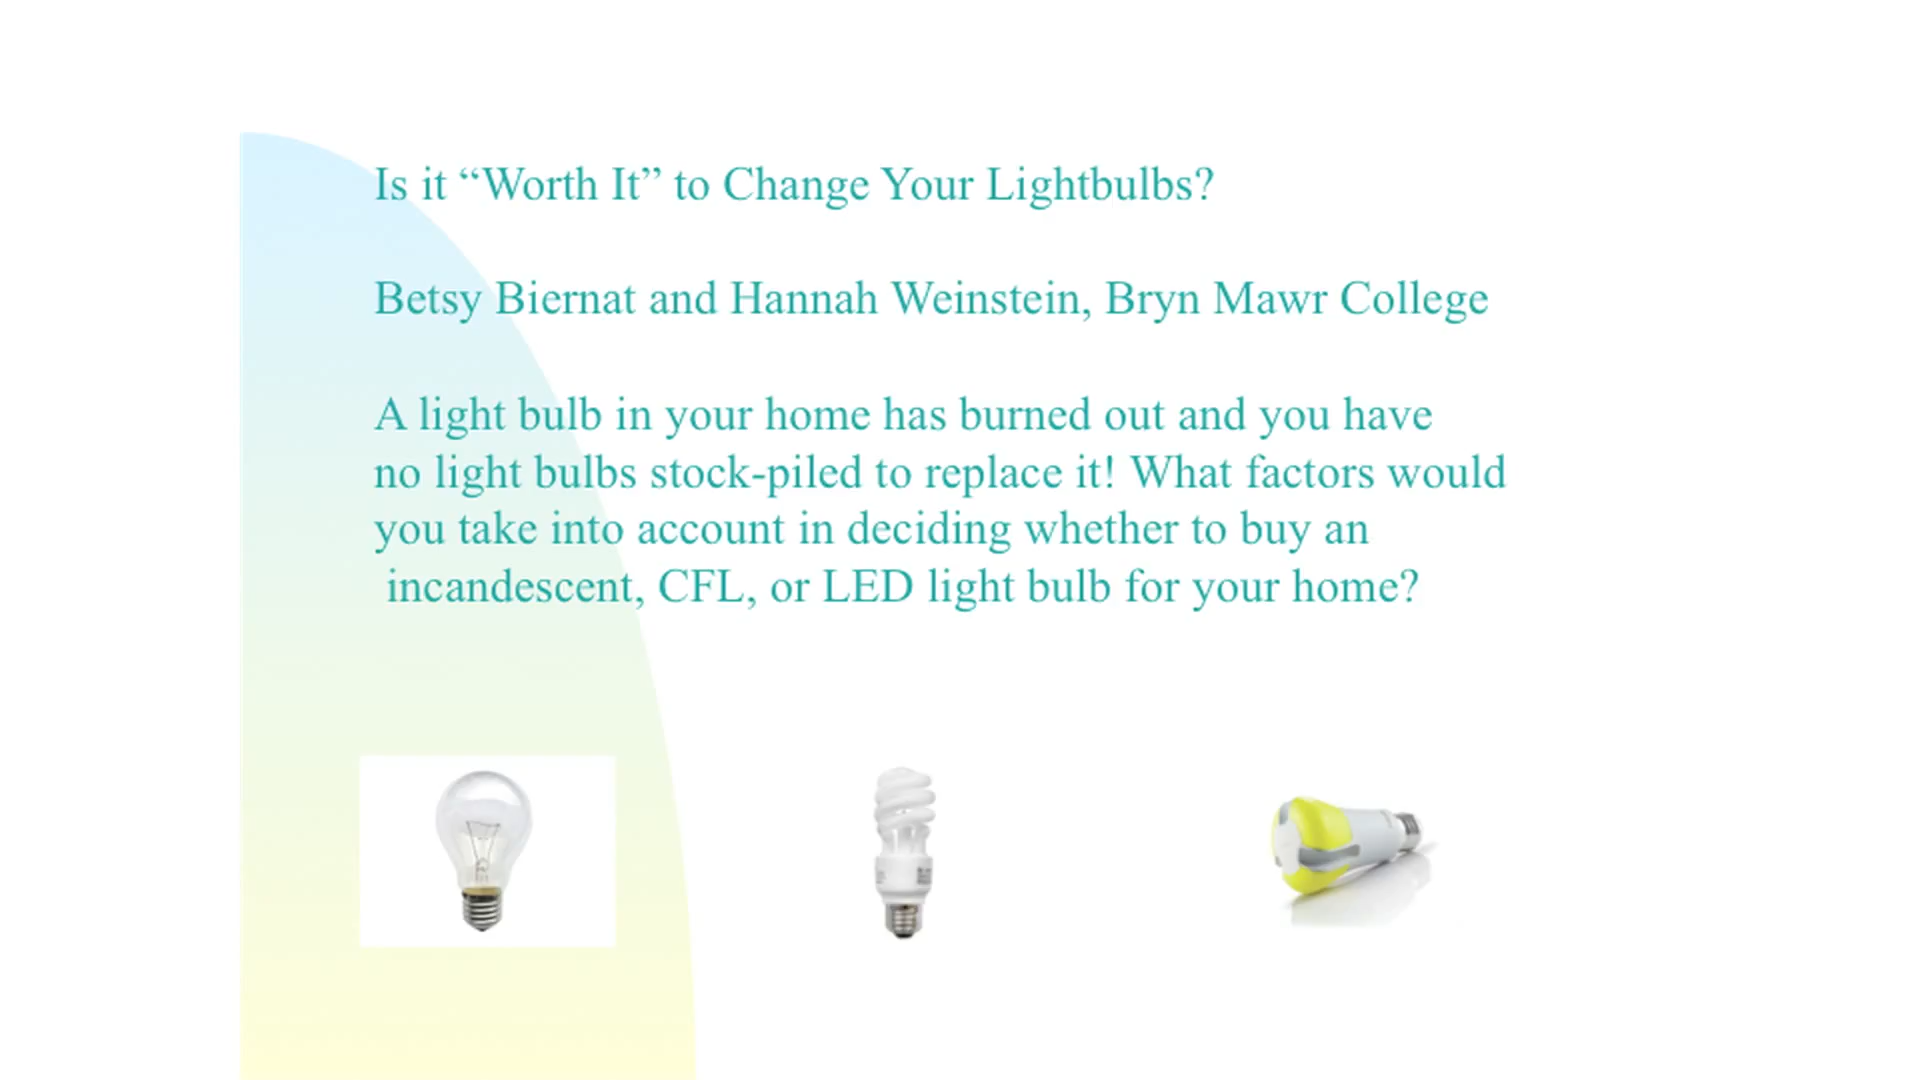 Is it “Worth It” to Change Your Lightbulbs?
Betsy Biernat and Hannah Weinstein, Bryn Mawr College
A light bulb in your home has burned out and you have
no light bulbs stock-piled to replace it! What factors would
you take into account in deciding whether to buy an
incandescent, CFL, or LED light bulb for your home?